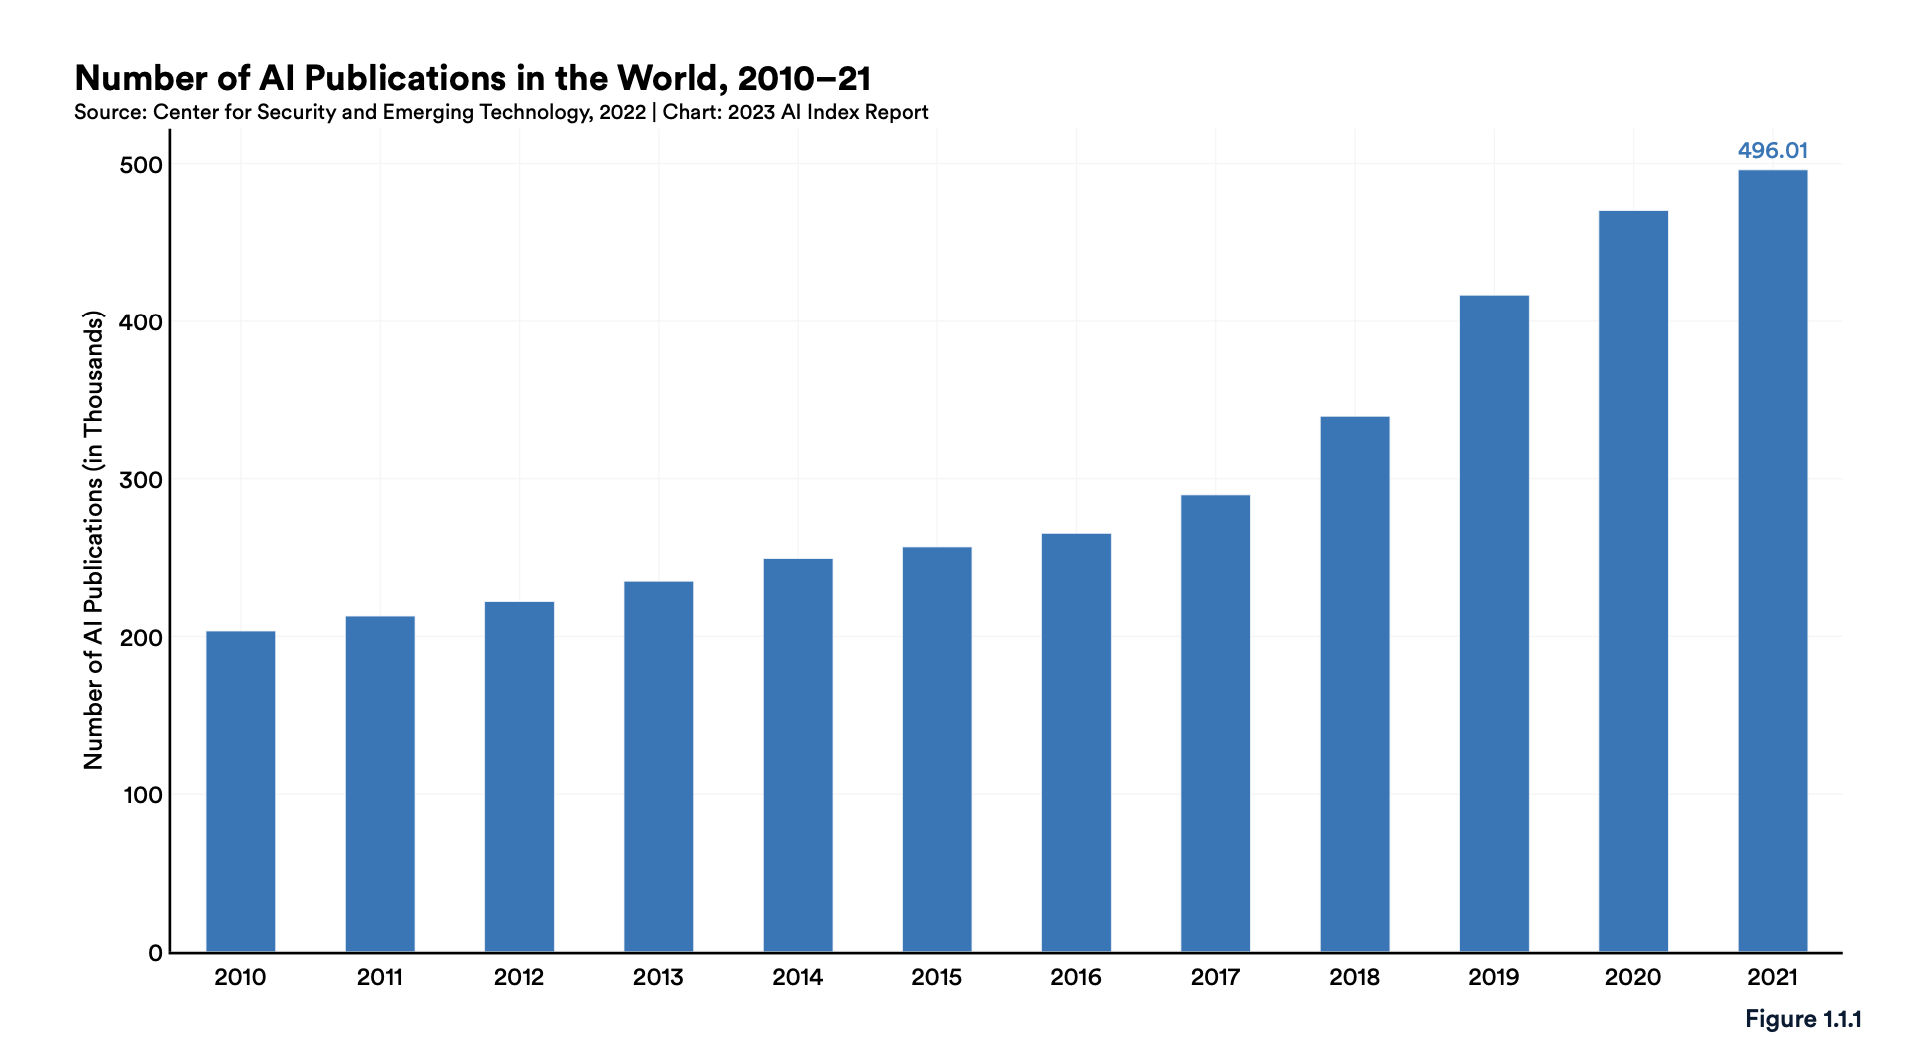 Number of AI Publications in the World, 2010–21
Source: Center for Security and Emerging Technology, 2022 | Chart: 2023 AI Index Report
Number of AI Publications (in Thousands)
500
400
300
200
100
0
496.01
2010 2011 2012 2013 2014 2015 2016 2017 2018 2019 2020 2021
Figure 1.1.1